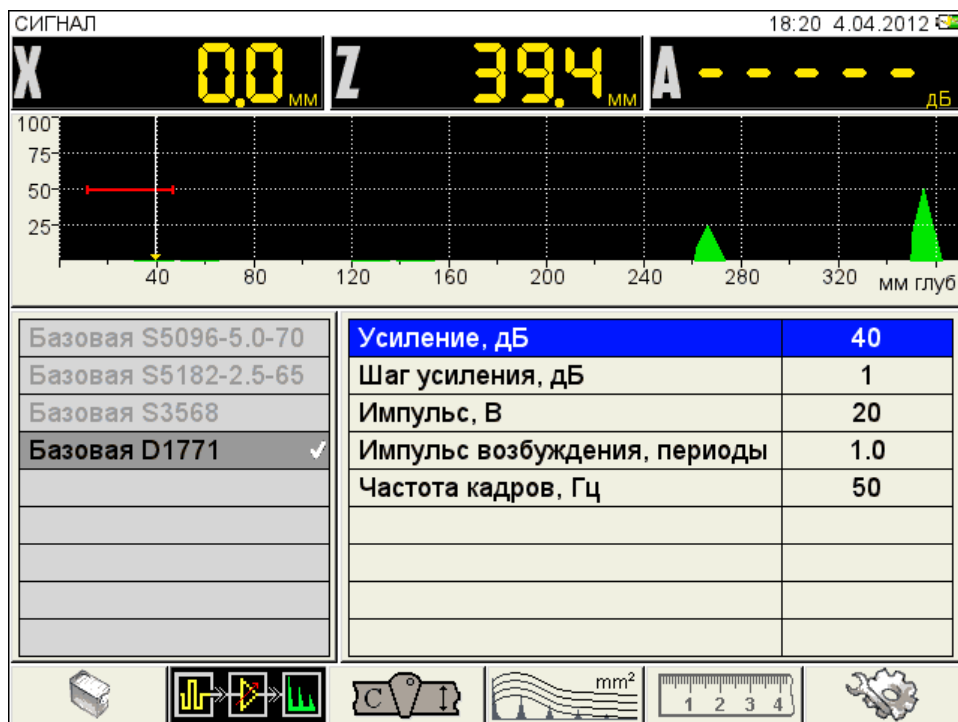 СИГНАЛ 18:20 4.04.2012
X 0.0 мм Z 39.4 мм A - - - - - дБ
100
75
50
25
40 80 120 160 200 240 280 320 мм глуб
Базовая S5096-5.0-70
Базовая S5182-2.5-65
Базовая S3568
Базовая D1771
Усиление, дБ 40
Шаг усиления, дБ 1
Импульс, В 20
Импульс возбуждения, периоды 1.0
Частота кадров, Гц 50
C mm² 1 2 3 4